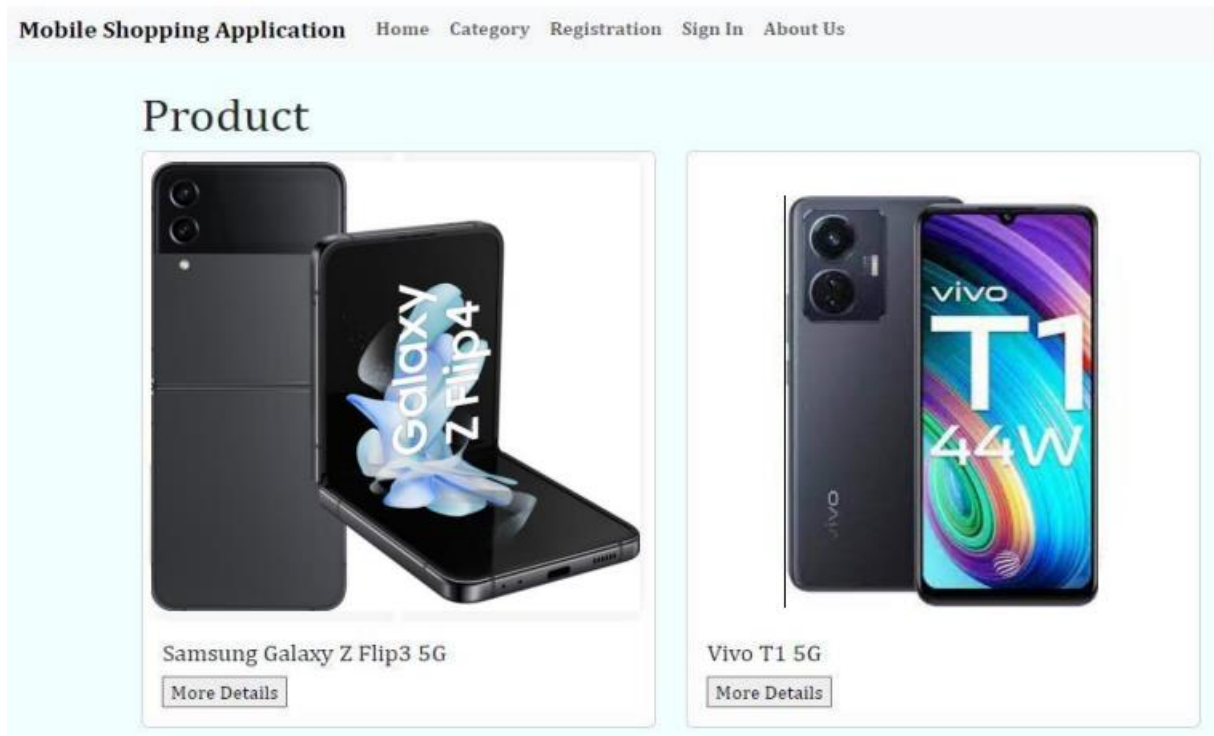 Mobile Shopping Application Home Category Registration Sign In About Us
Product
Galaxy
Z Flip4
vivo
T1
44W
vivo
Samsung Galaxy Z Flip3 5G
Vivo T1 5G
More Details
More Details